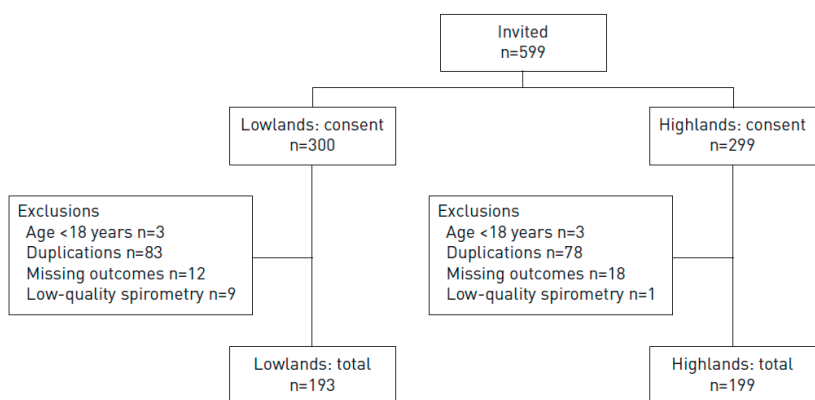 Invited
n=599
Lowlands: consent
n=300
Highlands: consent
n=299
Exclusions
Age <18 years n=3
Duplications n=83
Missing outcomes n=12
Low-quality spirometry n=9
Exclusions
Age <18 years n=3
Duplications n=78
Missing outcomes n=18
Low-quality spirometry n=1
Lowlands: total
n=193
Highlands: total
n=199